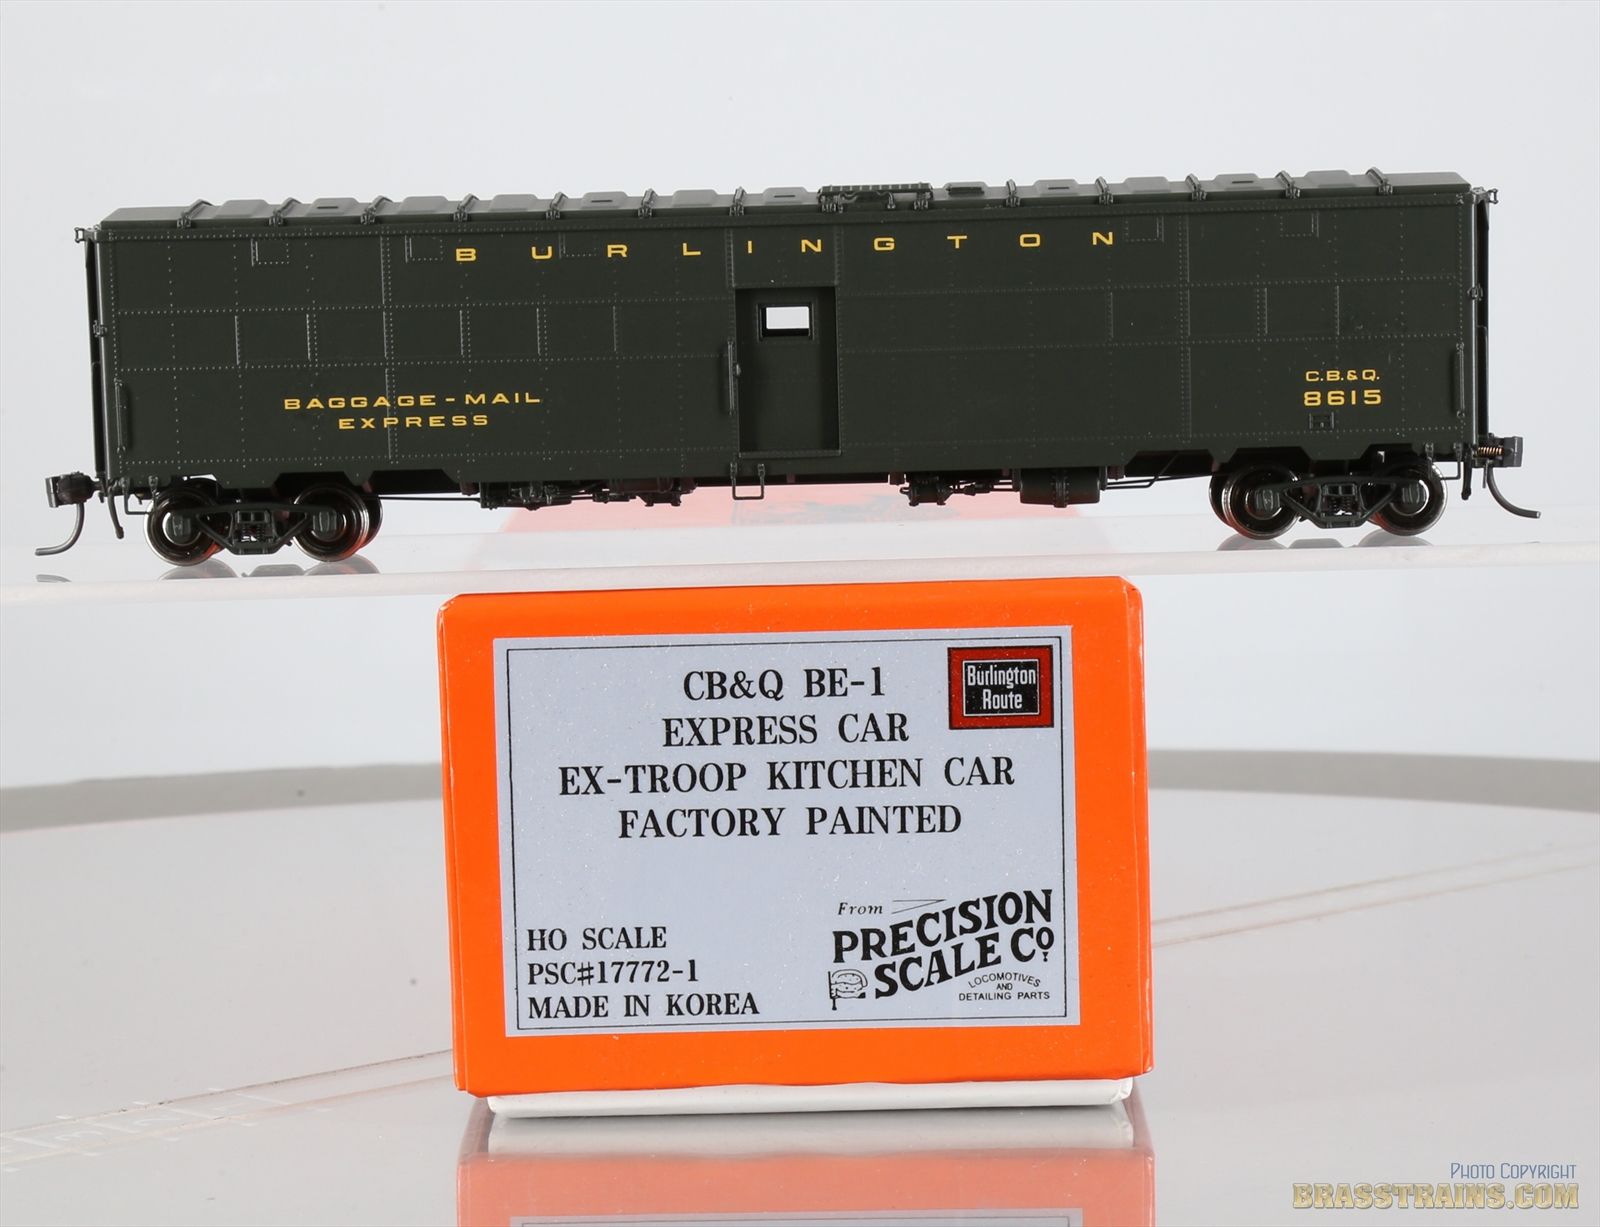 BURLINGTON
BAGGAGE-MAIL
EXPRESS
C.B.&Q.
8615
CB&Q BE-1
EXPRESS CAR
EX-TROOP KITCHEN CAR
FACTORY PAINTED
Burlington
Route
HO SCALE
PSC#17772-1
MADE IN KOREA
From
PRECISION
SCALE CO.
LOCOMOTIVES
AND
DETAILING PARTS
PHOTO COPYRIGHT
BRASSTRAINS.COM